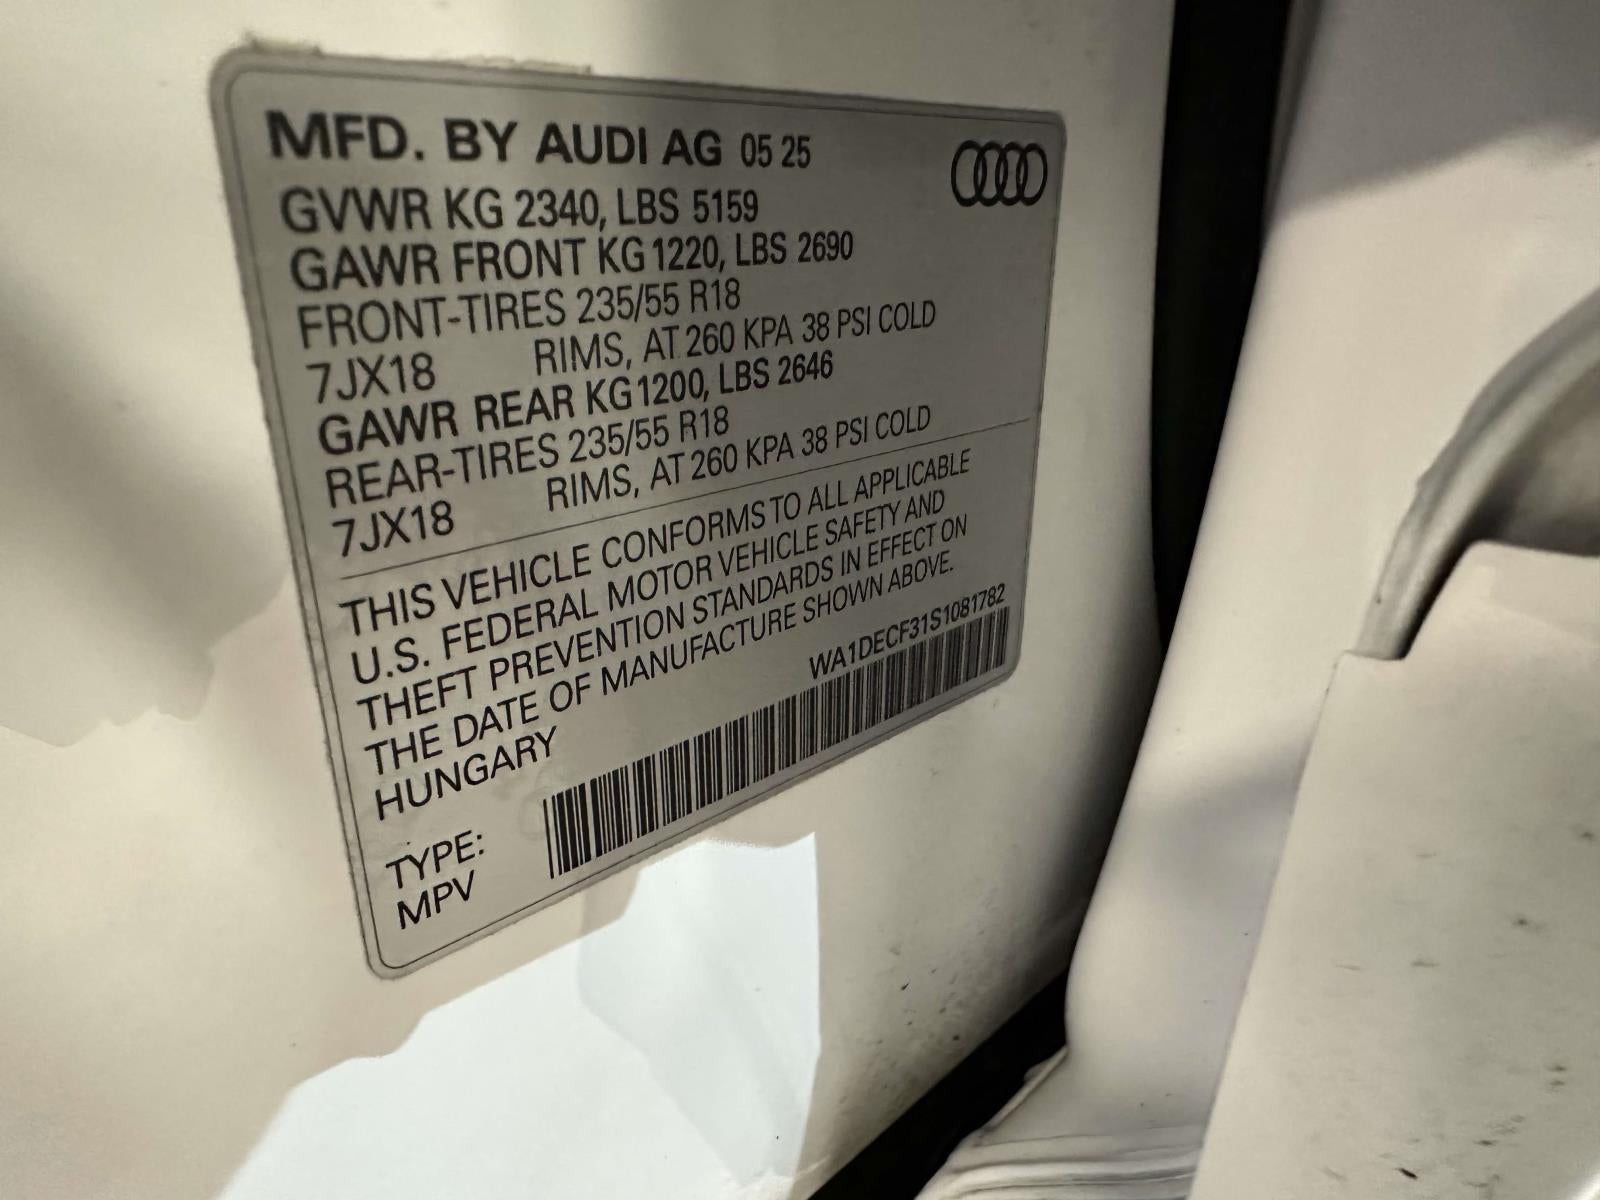 MFD. BY AUDI AG 05 25
GVWR KG 2340, LBS 5159
GAWR FRONT KG 1220, LBS 2690
FRONT-TIRES 235/55 R18
7JX18 RIMS, AT 260 KPA 38 PSI COLD
GAWR REAR KG 1200, LBS 2646
REAR-TIRES 235/55 R18
7JX18 RIMS, AT 260 KPA 38 PSI COLD
THIS VEHICLE CONFORMS TO ALL APPLICABLE
U.S. FEDERAL MOTOR VEHICLE SAFETY AND
THEFT PREVENTION STANDARDS IN EFFECT ON
THE DATE OF MANUFACTURE SHOWN ABOVE.
HUNGARY
WA1DECF31S1081782
TYPE:
MPV